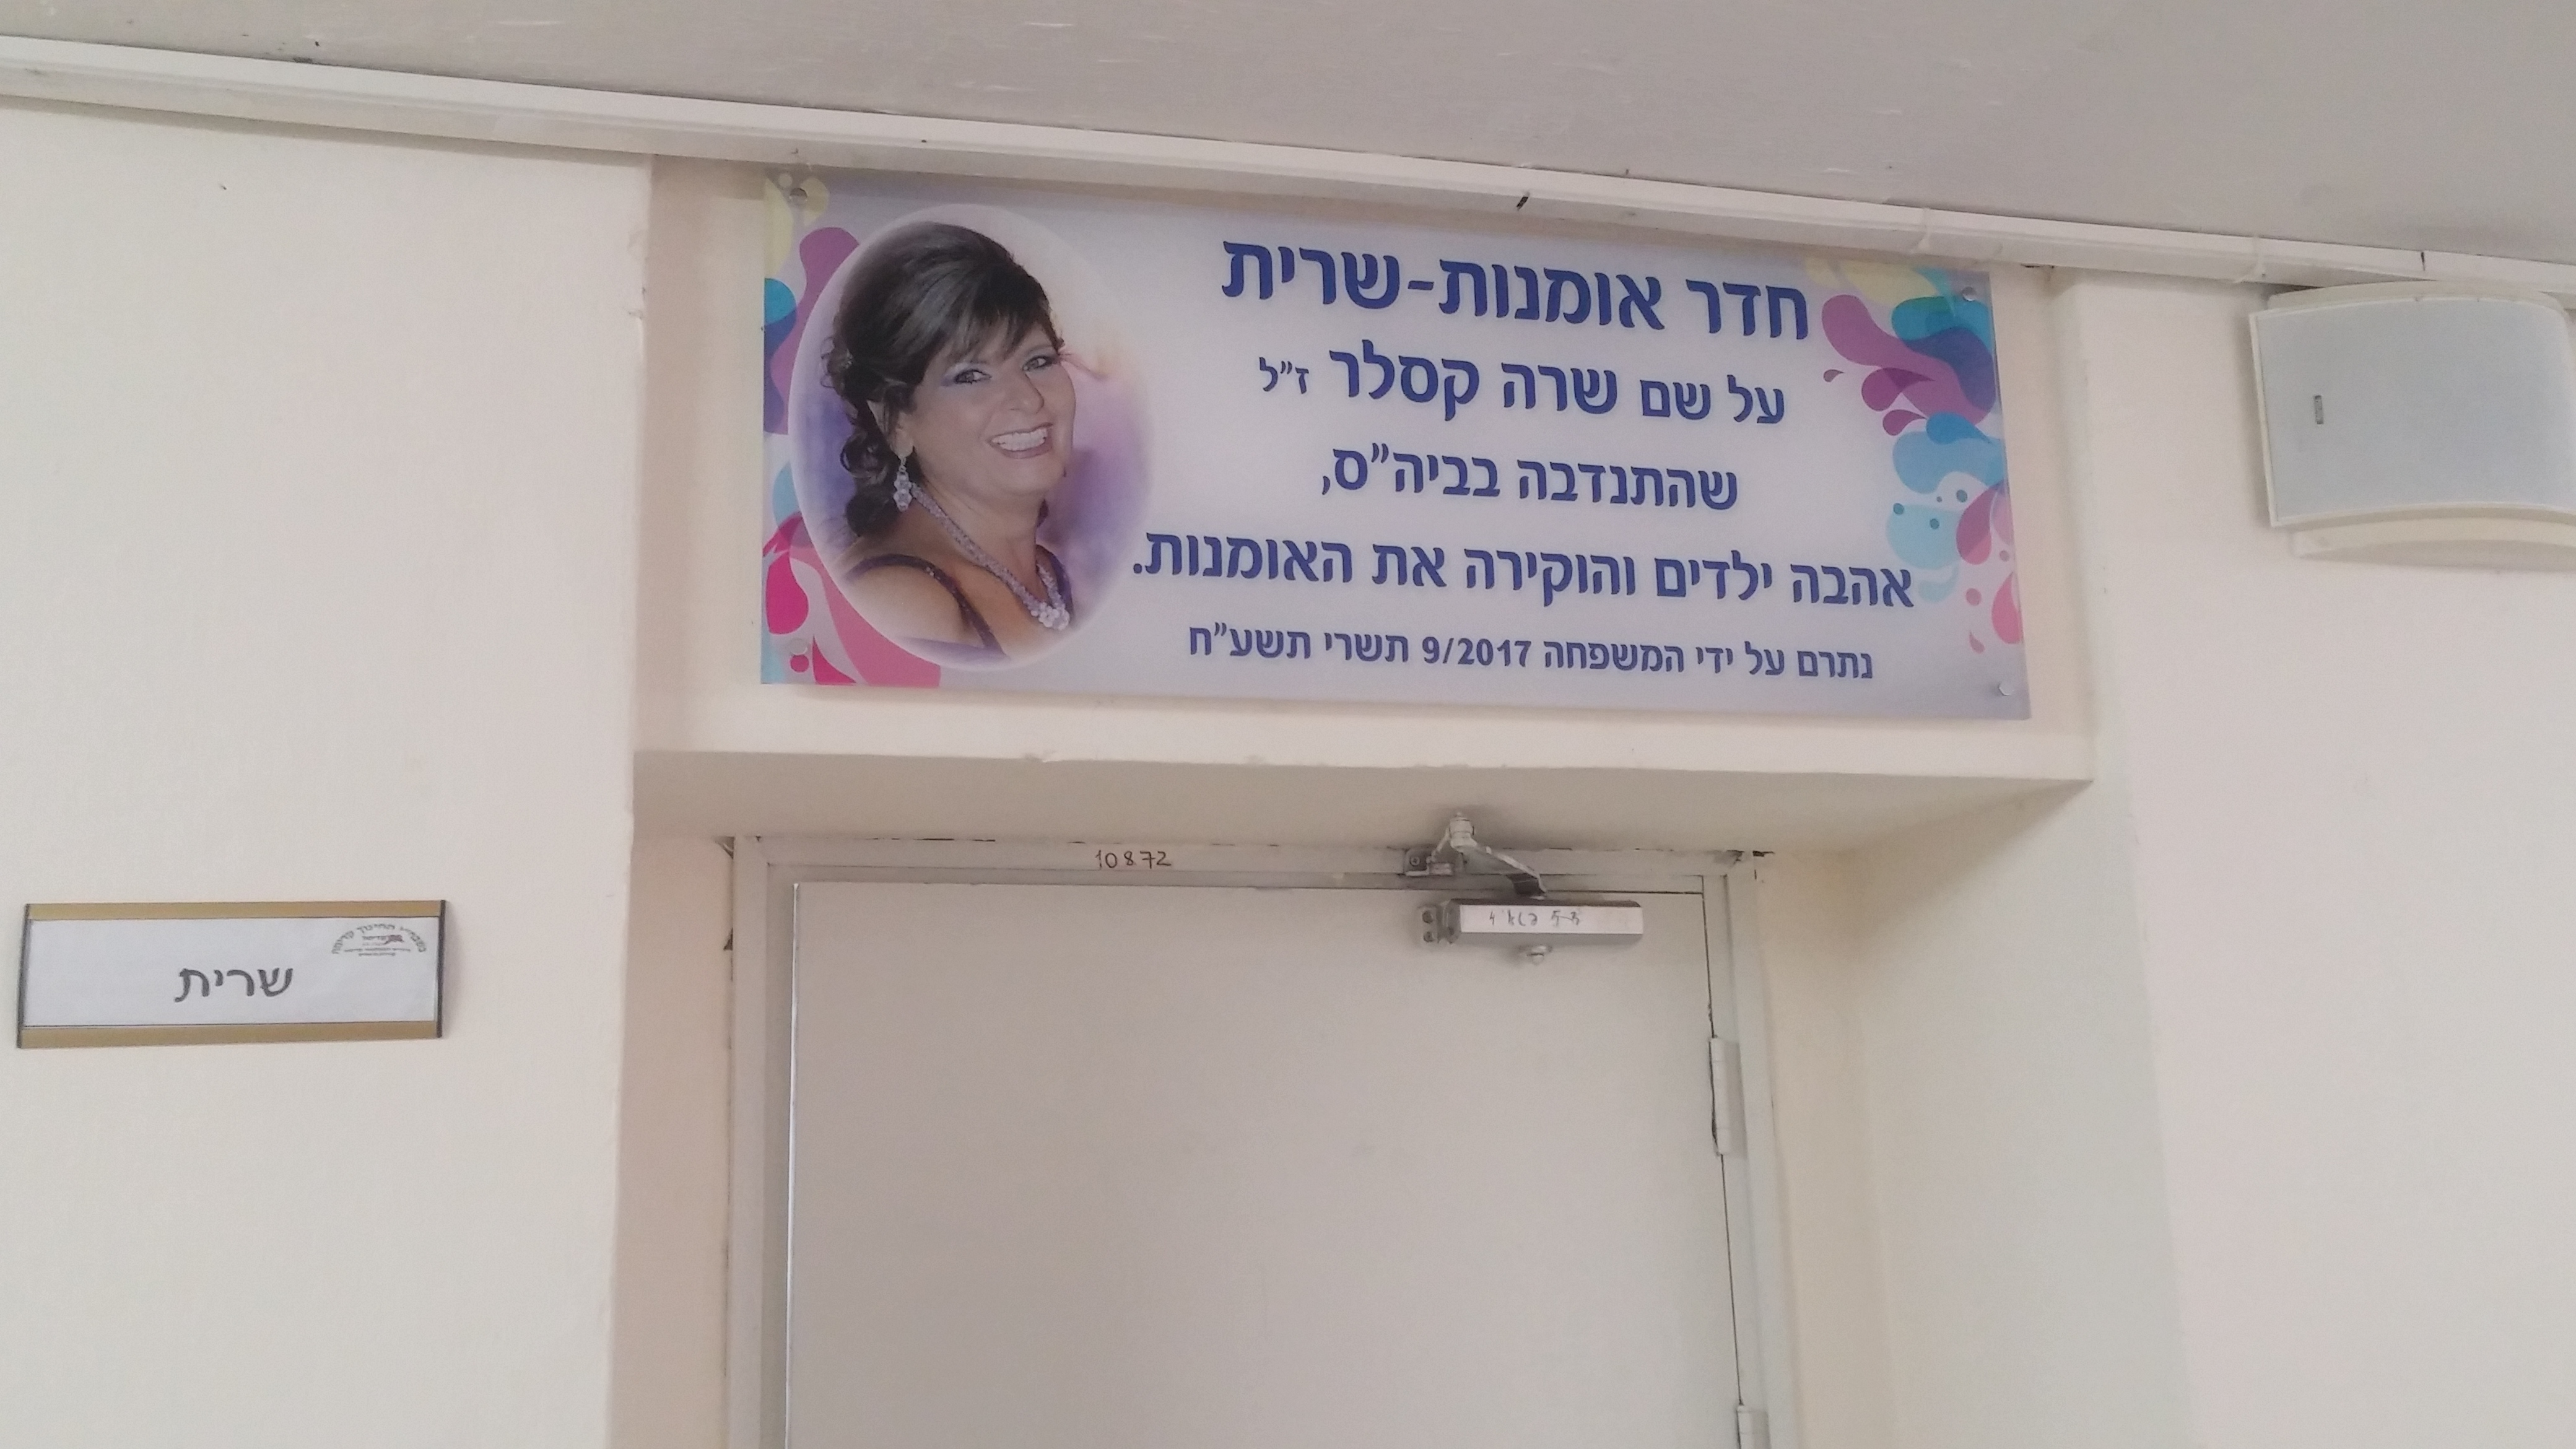 חדר אומנות-שרית
על שם שרה קסלר ז"ל
שהתנדבה בביה"ס,
אהבה ילדים והוקירה את האומנות.
נתרם על ידי המשפחה 9/2017 תשרי תשע"ח
10872
שרית